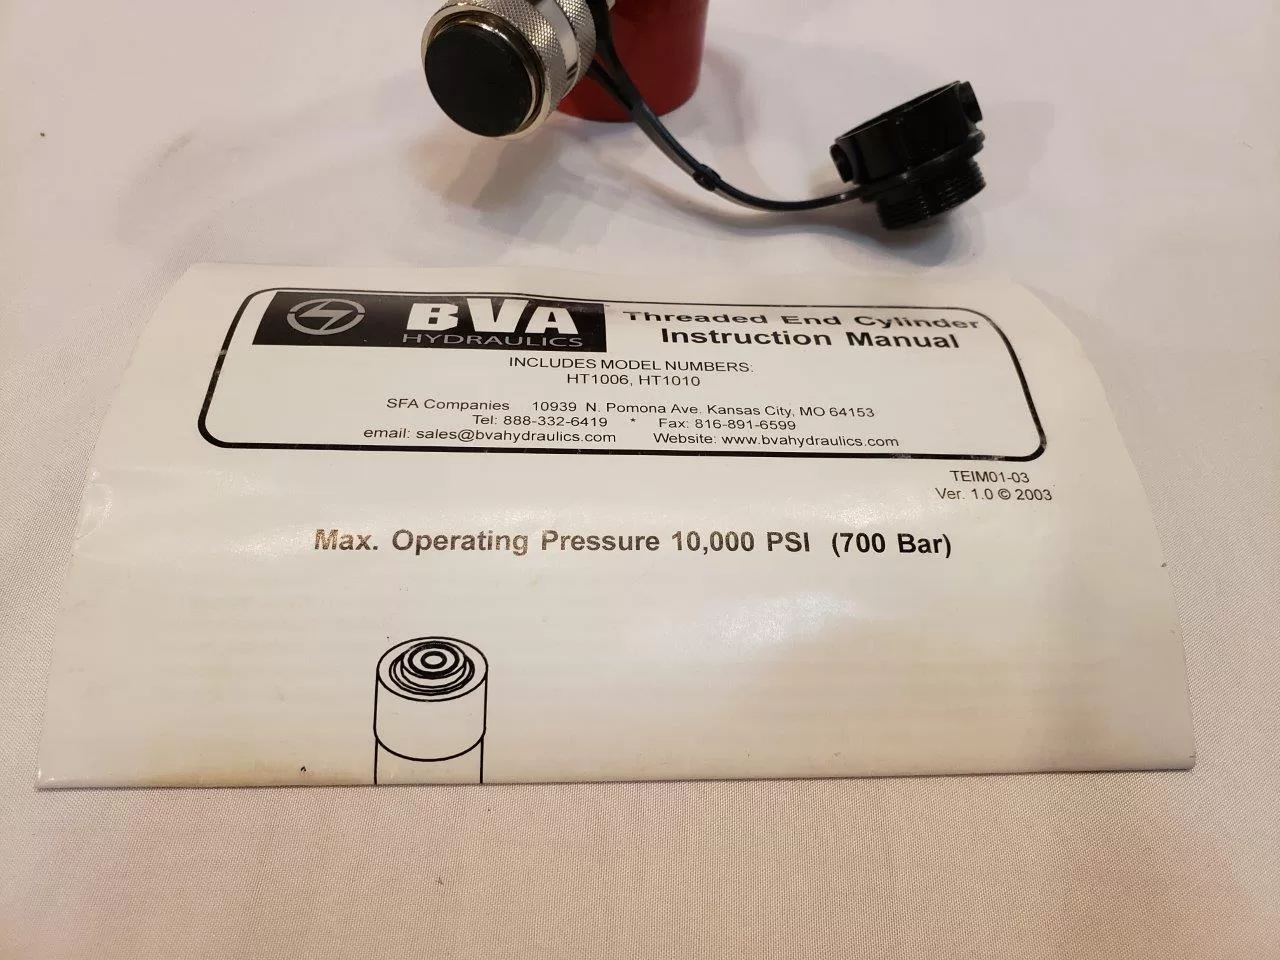 BVA
HYDRAULICS
Threaded End Cylinder
Instruction Manual
INCLUDES MODEL NUMBERS:
HT1006, HT1010
SFA Companies 10939 N. Pomona Ave. Kansas City, MO 64153
Tel: 888-332-6419 * Fax: 816-891-6599
email: sales@bvahydraulics.com Website: www.bvahydraulics.com
TEIM01-03
Ver. 1.0 © 2003
Max. Operating Pressure 10,000 PSI (700 Bar)